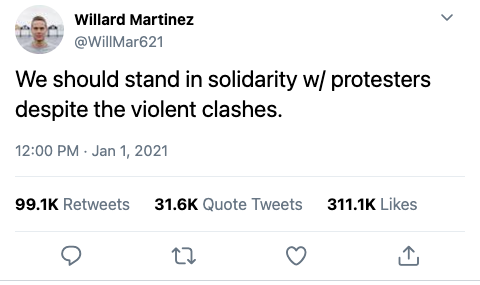 Willard Martinez
@WillMar621
We should stand in solidarity w/ protesters
despite the violent clashes.
12:00 PM · Jan 1, 2021
99.1K Retweets 31.6K Quote Tweets 311.1K Likes